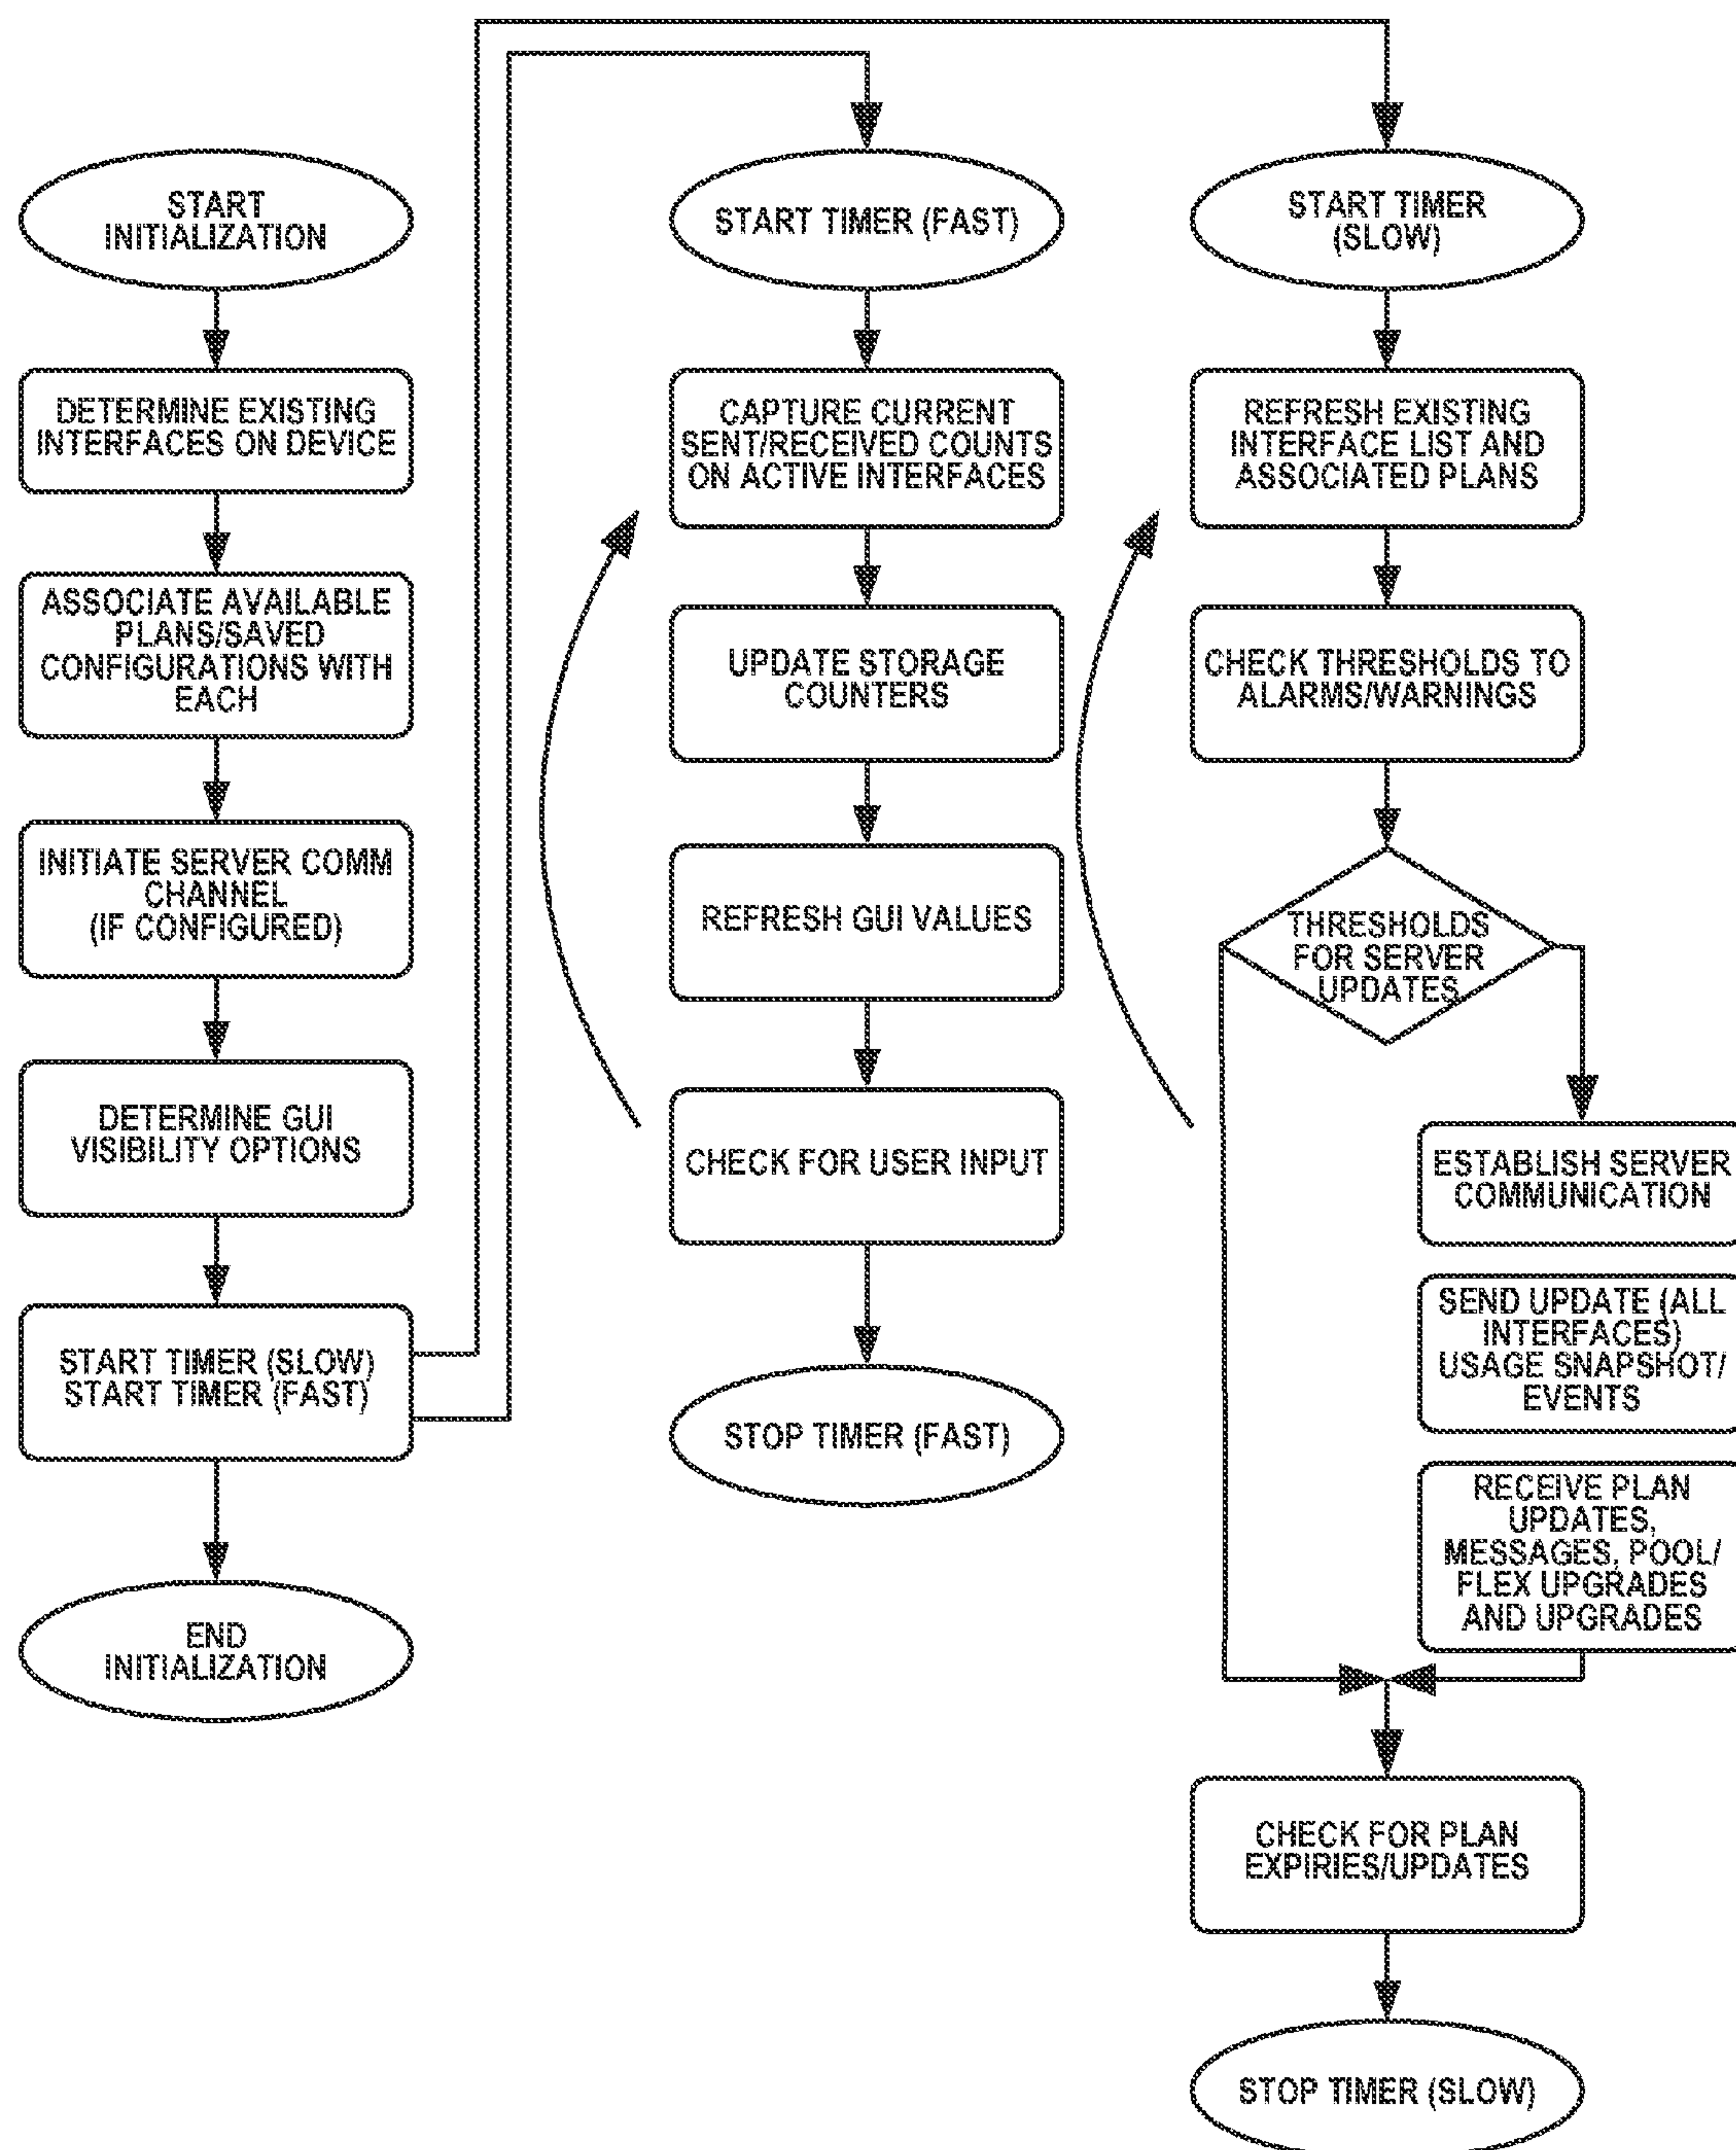 START
INITIALIZATION
DETERMINE EXISTING
INTERFACES ON DEVICE
ASSOCIATE AVAILABLE
PLANS/SAVED
CONFIGURATIONS WITH
EACH
INITIATE SERVER COMM
CHANNEL
(IF CONFIGURED)
DETERMINE GUI
VISIBILITY OPTIONS
START TIMER (SLOW)
START TIMER (FAST)
END
INITIALIZATION
START TIMER (FAST)
CAPTURE CURRENT
SENT/RECEIVED COUNTS
ON ACTIVE INTERFACES
UPDATE STORAGE
COUNTERS
REFRESH GUI VALUES
CHECK FOR USER INPUT
STOP TIMER (FAST)
START TIMER
(SLOW)
REFRESH EXISTING
INTERFACE LIST AND
ASSOCIATED PLANS
CHECK THRESHOLDS TO
ALARMS/WARNINGS
THRESHOLDS
FOR SERVER
UPDATES
ESTABLISH SERVER
COMMUNICATION
SEND UPDATE (ALL
INTERFACES)
USAGE SNAPSHOT/
EVENTS
RECEIVE PLAN
UPDATES,
MESSAGES, POOL/
FLEX UPGRADES
AND UPGRADES
CHECK FOR PLAN
EXPIRIES/UPDATES
STOP TIMER (SLOW)